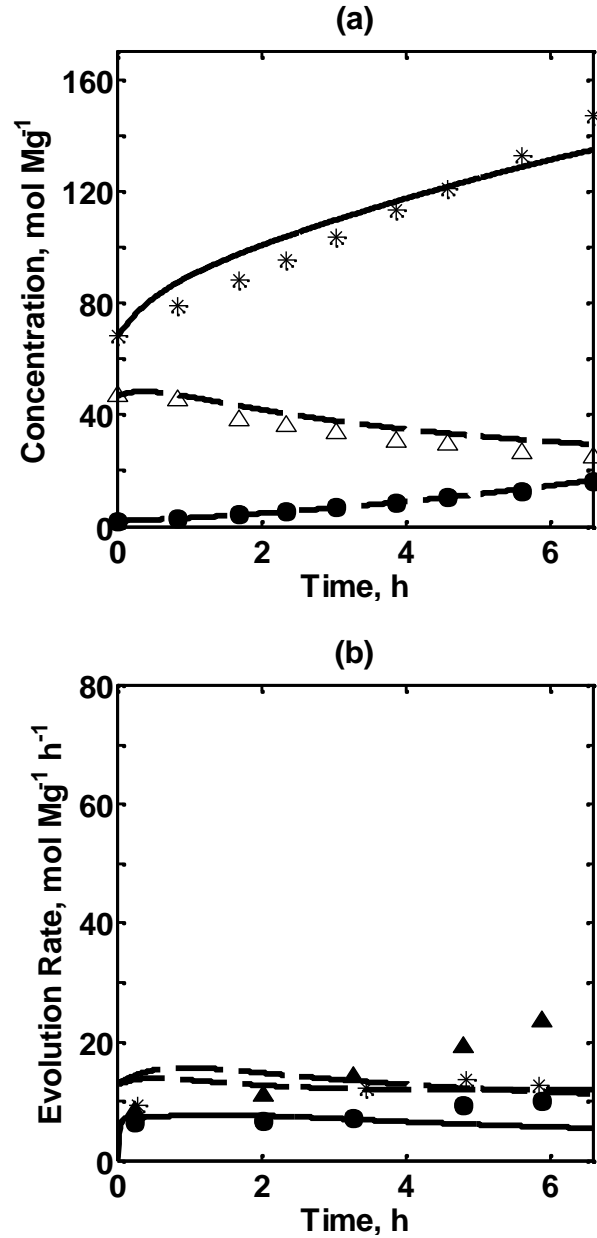 (a)
Concentration, mol Mg⁻¹
160
120
80
40
0
0 2 4 6
Time, h
(b)
Evolution Rate, mol Mg⁻¹ h⁻¹
80
60
40
20
0
0 2 4 6
Time, h